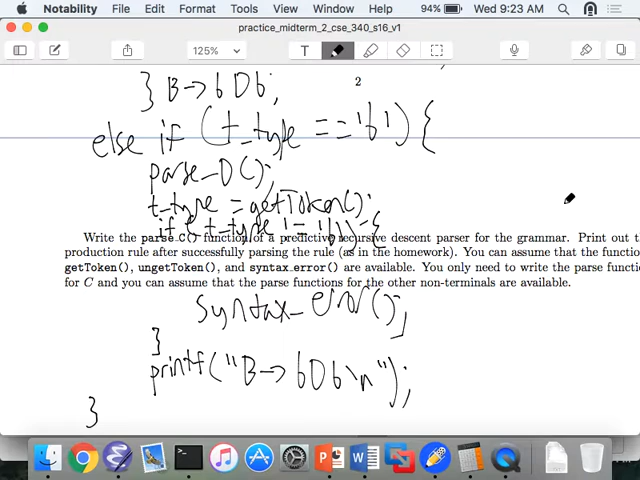 Notability File Edit Tools View Window Help 94% Wed 9:23 AM
practice_midterm_2_cse_340_s16_v1
125% T
2
} B → bDb;
else if (t_type == 'b') {
parse_D();
t_type = getToken();
if (t_type != 'b') {
Write the parse_C() function of a predictive recursive descent parser for the grammar. Print out t
production rule after successfully parsing the rule (as in the homework). You can assume that the functio
getToken(), ungetToken(), and syntax_error() are available. You only need to write the parse functi
for C and you can assume that the parse functions for the other non-terminals are available.
syntax_error();
}
printf("B → bDb\n");
}